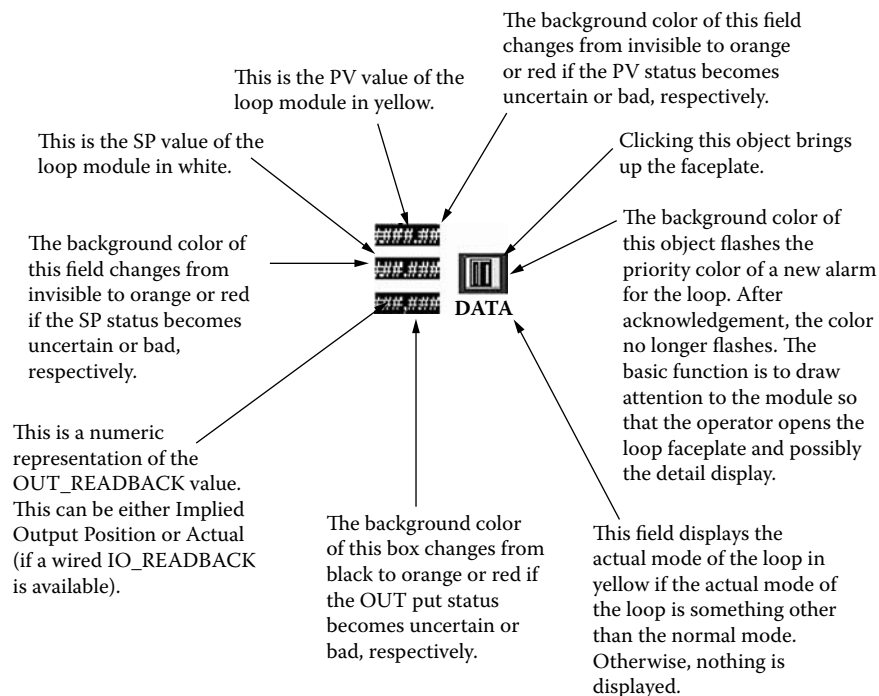 The background color of this field
changes from invisible to orange
or red if the PV status becomes
uncertain or bad, respectively.
This is the PV value of the
loop module in yellow.
This is the SP value of the
loop module in white.
Clicking this object brings
up the faceplate.
The background color of
this field changes from
invisible to orange or red
if the SP status becomes
uncertain or bad,
respectively.
The background color of
this object flashes the
priority color of a new alarm
for the loop. After
acknowledgement, the color
no longer flashes. The
basic function is to draw
attention to the module so
that the operator opens the
loop faceplate and possibly
the detail display.
DATA
This is a numeric
representation of the
OUT_READBACK value.
This can be either Implied
Output Position or Actual
(if a wired IO_READBACK
is available).
The background color
of this box changes from
black to orange or red if
the OUT put status
becomes uncertain or
bad, respectively.
This field displays the
actual mode of the loop in
yellow if the actual mode of
the loop is something other
than the normal mode.
Otherwise, nothing is
displayed.